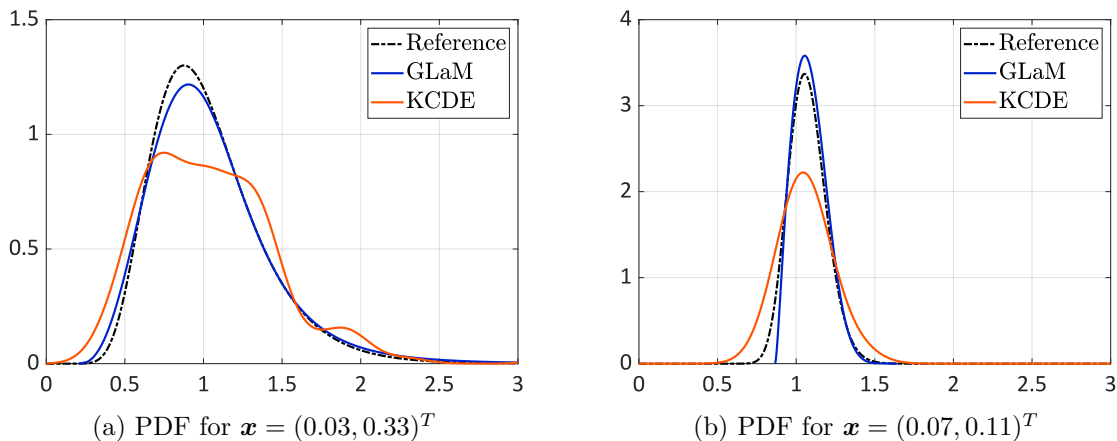 1.5
1
0.5
0
0 0.5 1 1.5 2 2.5 3
Reference
GLaM
KCDE
(a) PDF for x = (0.03, 0.33)^T
4
3
2
1
0
0 0.5 1 1.5 2 2.5 3
Reference
GLaM
KCDE
(b) PDF for x = (0.07, 0.11)^T